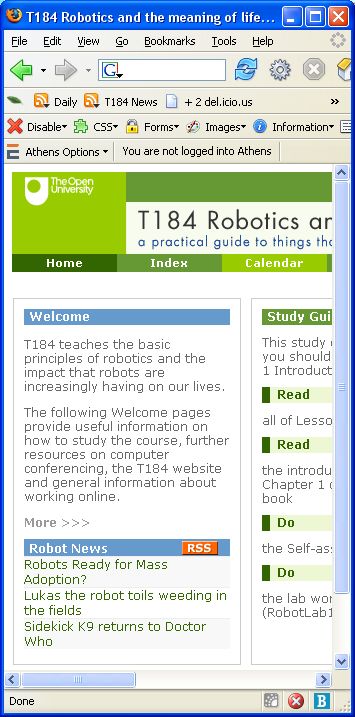 T184 Robotics and the meaning of life...
File Edit View Go Bookmarks Tools Help
G
Daily T184 News + 2 del.icio.us »
Disable CSS Forms Images Information
Athens Options You are not logged into Athens
The Open
University
T184 Robotics an
a practical guide to things tha
Home Index Calendar
Welcome
T184 teaches the basic
principles of robotics and the
impact that robots are
increasingly having on our lives.
The following Welcome pages
provide useful information on
how to study the course, further
resources on computer
conferencing, the T184 website
and general information about
working online.
More >>>
Robot News RSS
Robots Ready for Mass
Adoption?
Lukas the robot toils weeding in
the fields
Sidekick K9 returns to Doctor
Who
Study Gui
This study
you should
1 Introduct
Read
all of Lesso
Read
the introdu
Chapter 1
book
Do
the Self-as
Do
the lab wor
(RobotLab1
Done
B